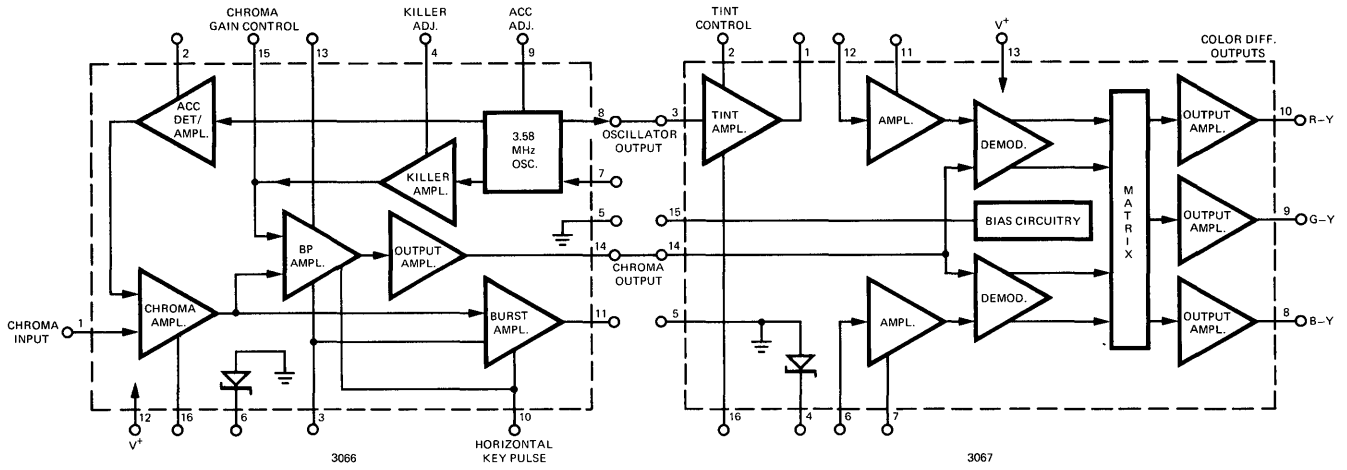 CHROMA
GAIN CONTROL
KILLER
ADJ.
ACC
ADJ.
TINT
CONTROL
V+
COLOR DIFF.
OUTPUTS
2
15
13
4
9
2
1
12
11
13
ACC
DET/
AMPL.
3.58
MHz
OSC.
8
OSCILLATOR
OUTPUT
3
TINT
AMPL.
AMPL.
DEMOD.
OUTPUT
AMPL.
10
R–Y
KILLER
AMPL.
7
5
15
BIAS CIRCUITRY
MATRIX
OUTPUT
AMPL.
9
G–Y
BP
AMPL.
OUTPUT
AMPL.
14
CHROMA
OUTPUT
14
CHROMA
INPUT
1
CHROMA
AMPL.
BURST
AMPL.
11
5
AMPL.
DEMOD.
OUTPUT
AMPL.
8
B–Y
12
V+
16
6
3
10
HORIZONTAL
KEY PULSE
16
4
6
7
3066
3067